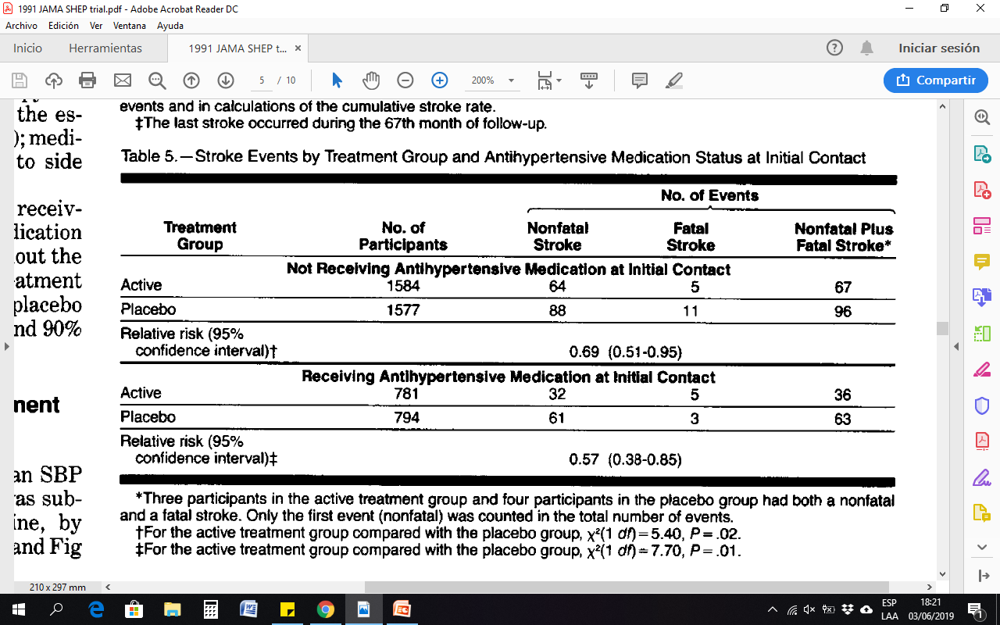 1991 JAMA SHEP trial.pdf - Adobe Acrobat Reader DC
Archivo Edición Ver Ventana Ayuda
Inicio Herramientas 1991 JAMA SHEP t... × ? Iniciar sesión
5 / 10 200% Compartir
the es-
); medi-
to side
receiv-
lication
out the
atment
placebo
nd 90%
nent
an SBP
as sub-
ine, by
and Fig
events and in calculations of the cumulative stroke rate.
‡The last stroke occurred during the 67th month of follow-up.
Table 5.—Stroke Events by Treatment Group and Antihypertensive Medication Status at Initial Contact
No. of Events
Treatment Group No. of Participants Nonfatal Stroke Fatal Stroke Nonfatal Plus Fatal Stroke*
Not Receiving Antihypertensive Medication at Initial Contact
Active 1584 64 5 67
Placebo 1577 88 11 96
Relative risk (95%
confidence interval)† 0.69 (0.51-0.95)
Receiving Antihypertensive Medication at Initial Contact
Active 781 32 5 36
Placebo 794 61 3 63
Relative risk (95%
confidence interval)‡ 0.57 (0.38-0.85)
*Three participants in the active treatment group and four participants in the placebo group had both a nonfatal
and a fatal stroke. Only the first event (nonfatal) was counted in the total number of events.
†For the active treatment group compared with the placebo group, χ²(1 df)=5.40, P=.02.
‡For the active treatment group compared with the placebo group, χ²(1 df)=7.70, P=.01.
210 x 297 mm
ESP 18:21
LAA 03/06/2019 1